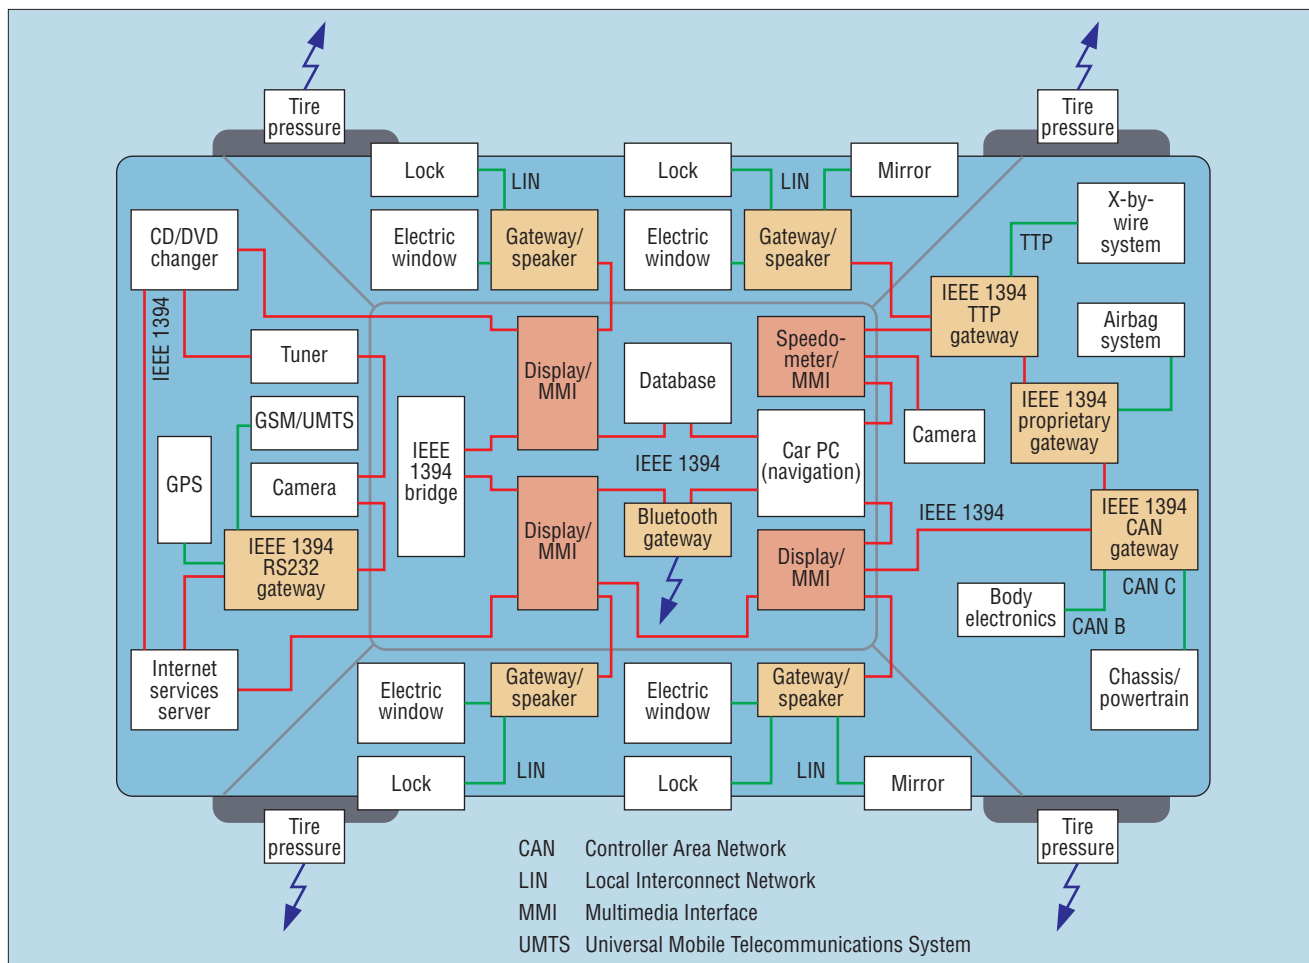 Tire
pressure
Tire
pressure
Lock
LIN
Lock
LIN
Mirror
CD/DVD
changer
Electric
window
Gateway/
speaker
Electric
window
Gateway/
speaker
X-by-
wire
system
TTP
IEEE 1394
TTP
gateway
IEEE 1394
Tuner
Display/
MMI
Database
Speedo-
meter/
MMI
Airbag
system
GSM/UMTS
IEEE
1394
bridge
IEEE 1394
Car PC
(navigation)
Camera
IEEE 1394
proprietary
gateway
GPS
Camera
Display/
MMI
Bluetooth
gateway
Display/
MMI
IEEE 1394
IEEE 1394
CAN
gateway
IEEE 1394
RS232
gateway
Body
electronics
CAN B
CAN C
Internet
services
server
Electric
window
Gateway/
speaker
Electric
window
Gateway/
speaker
Chassis/
powertrain
Lock
LIN
Lock
LIN
Mirror
Tire
pressure
Tire
pressure
CAN Controller Area Network
LIN Local Interconnect Network
MMI Multimedia Interface
UMTS Universal Mobile Telecommunications System